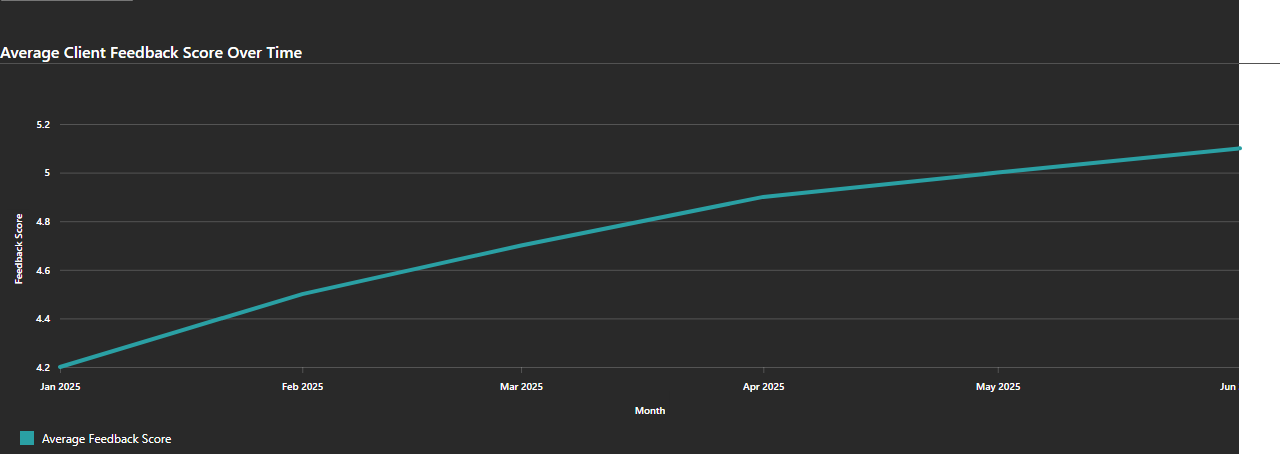 Average Client Feedback Score Over Time
5.2
5
4.8
4.6
4.4
4.2
Feedback Score
Jan 2025 Feb 2025 Mar 2025 Apr 2025 May 2025 Jun
Month
Average Feedback Score